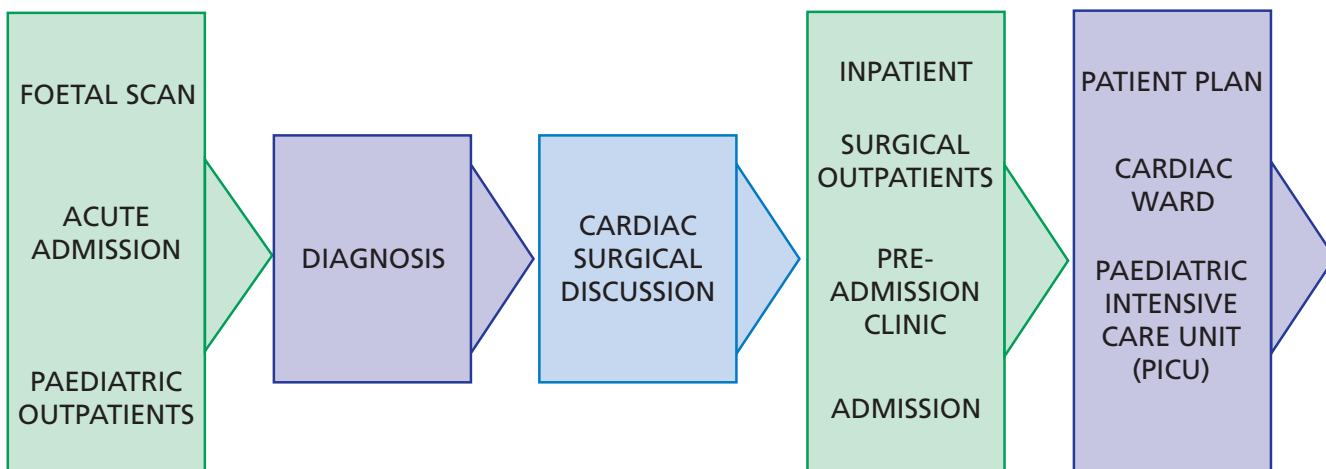 FOETAL SCAN
ACUTE
ADMISSION
PAEDIATRIC
OUTPATIENTS
DIAGNOSIS
CARDIAC
SURGICAL
DISCUSSION
INPATIENT
SURGICAL
OUTPATIENTS
PRE-
ADMISSION
CLINIC
ADMISSION
PATIENT PLAN
CARDIAC
WARD
PAEDIATRIC
INTENSIVE
CARE UNIT
(PICU)